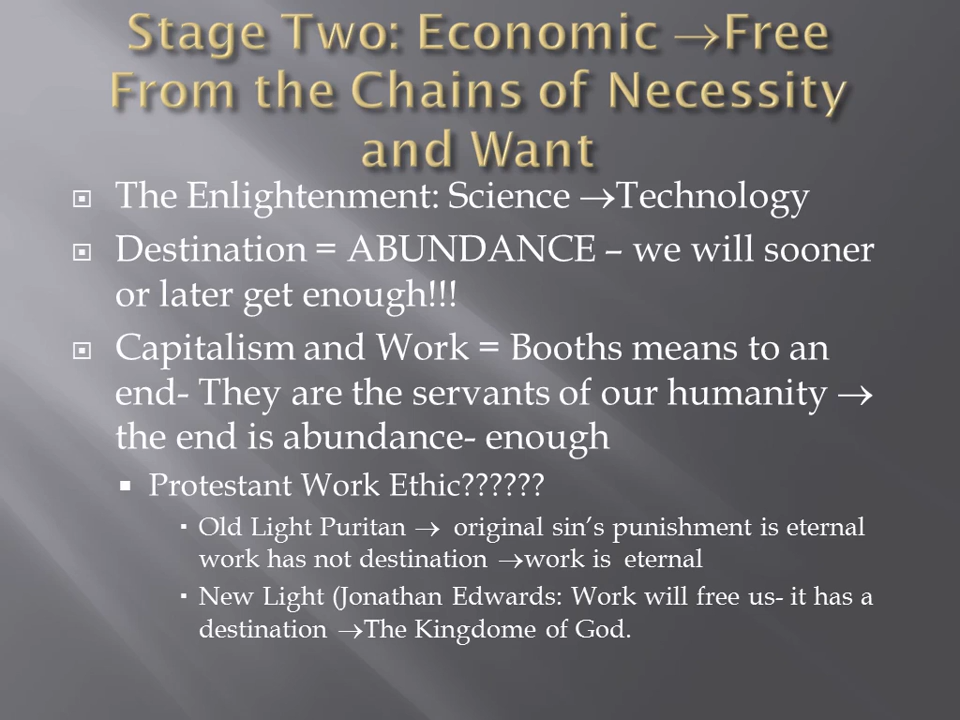 Stage Two: Economic →Free
From the Chains of Necessity
and Want
The Enlightenment: Science →Technology
Destination = ABUNDANCE – we will sooner
or later get enough!!!
Capitalism and Work = Booths means to an
end- They are the servants of our humanity →
the end is abundance- enough
Protestant Work Ethic??????
Old Light Puritan → original sin’s punishment is eternal
work has not destination →work is eternal
New Light (Jonathan Edwards: Work will free us- it has a
destination →The Kingdome of God.